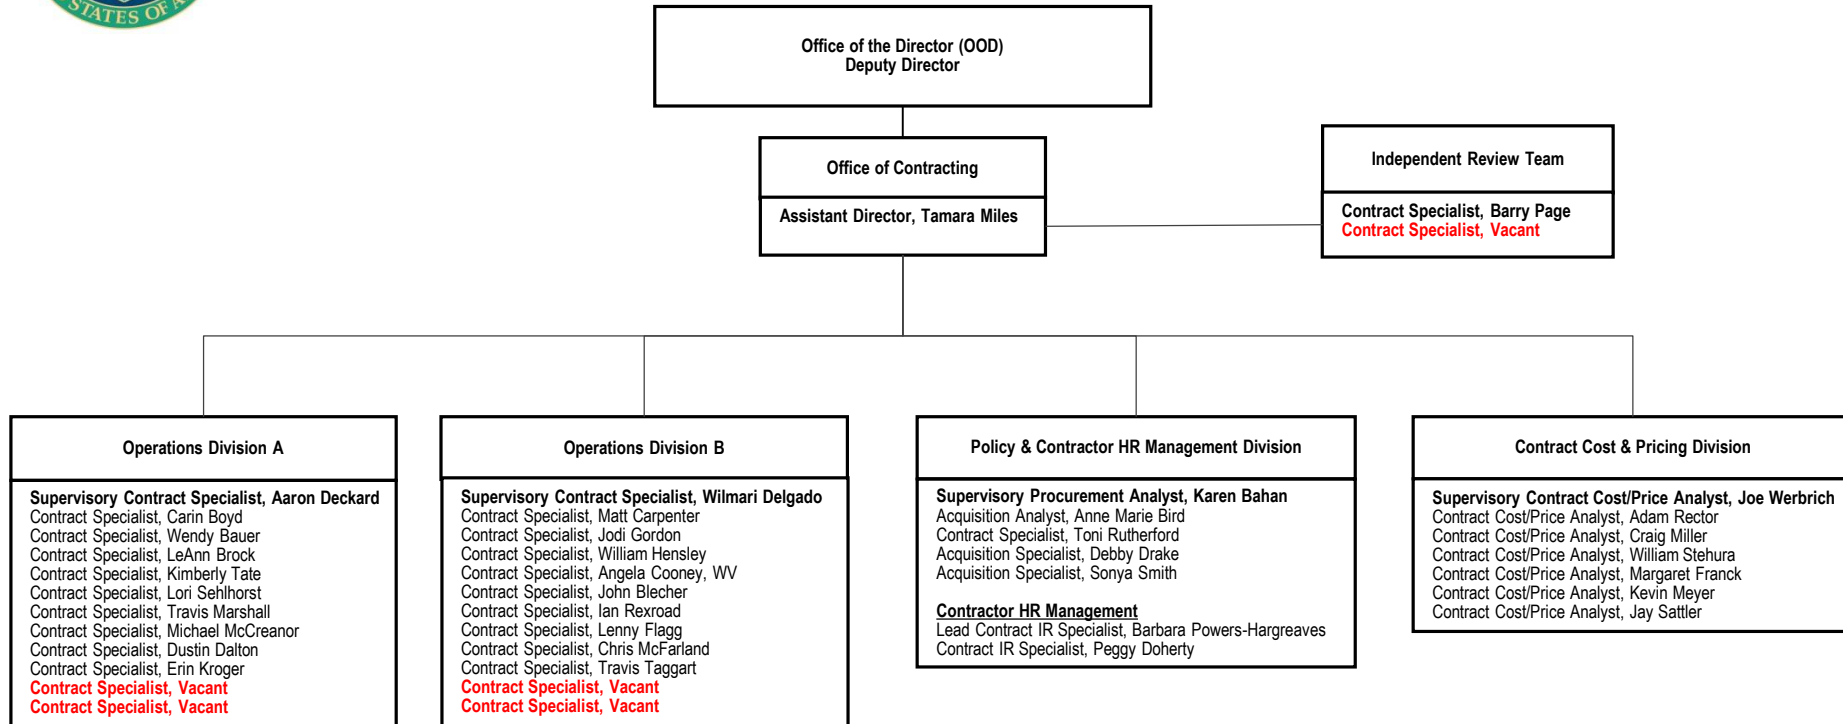 STATES OF A
Office of the Director (OOD)
Deputy Director
Office of Contracting
Assistant Director, Tamara Miles
Independent Review Team
Contract Specialist, Barry Page
Contract Specialist, Vacant
Operations Division A
Supervisory Contract Specialist, Aaron Deckard
Contract Specialist, Carin Boyd
Contract Specialist, Wendy Bauer
Contract Specialist, LeAnn Brock
Contract Specialist, Kimberly Tate
Contract Specialist, Lori Sehlhorst
Contract Specialist, Travis Marshall
Contract Specialist, Michael McCreanor
Contract Specialist, Dustin Dalton
Contract Specialist, Erin Kroger
Contract Specialist, Vacant
Contract Specialist, Vacant
Operations Division B
Supervisory Contract Specialist, Wilmari Delgado
Contract Specialist, Matt Carpenter
Contract Specialist, Jodi Gordon
Contract Specialist, William Hensley
Contract Specialist, Angela Cooney, WV
Contract Specialist, John Blecher
Contract Specialist, Ian Rexroad
Contract Specialist, Lenny Flagg
Contract Specialist, Chris McFarland
Contract Specialist, Travis Taggart
Contract Specialist, Vacant
Contract Specialist, Vacant
Policy & Contractor HR Management Division
Supervisory Procurement Analyst, Karen Bahan
Acquisition Analyst, Anne Marie Bird
Contract Specialist, Toni Rutherford
Acquisition Specialist, Debby Drake
Acquisition Specialist, Sonya Smith
Contractor HR Management
Lead Contract IR Specialist, Barbara Powers-Hargreaves
Contract IR Specialist, Peggy Doherty
Contract Cost & Pricing Division
Supervisory Contract Cost/Price Analyst, Joe Werbrich
Contract Cost/Price Analyst, Adam Rector
Contract Cost/Price Analyst, Craig Miller
Contract Cost/Price Analyst, William Stehura
Contract Cost/Price Analyst, Margaret Franck
Contract Cost/Price Analyst, Kevin Meyer
Contract Cost/Price Analyst, Jay Sattler